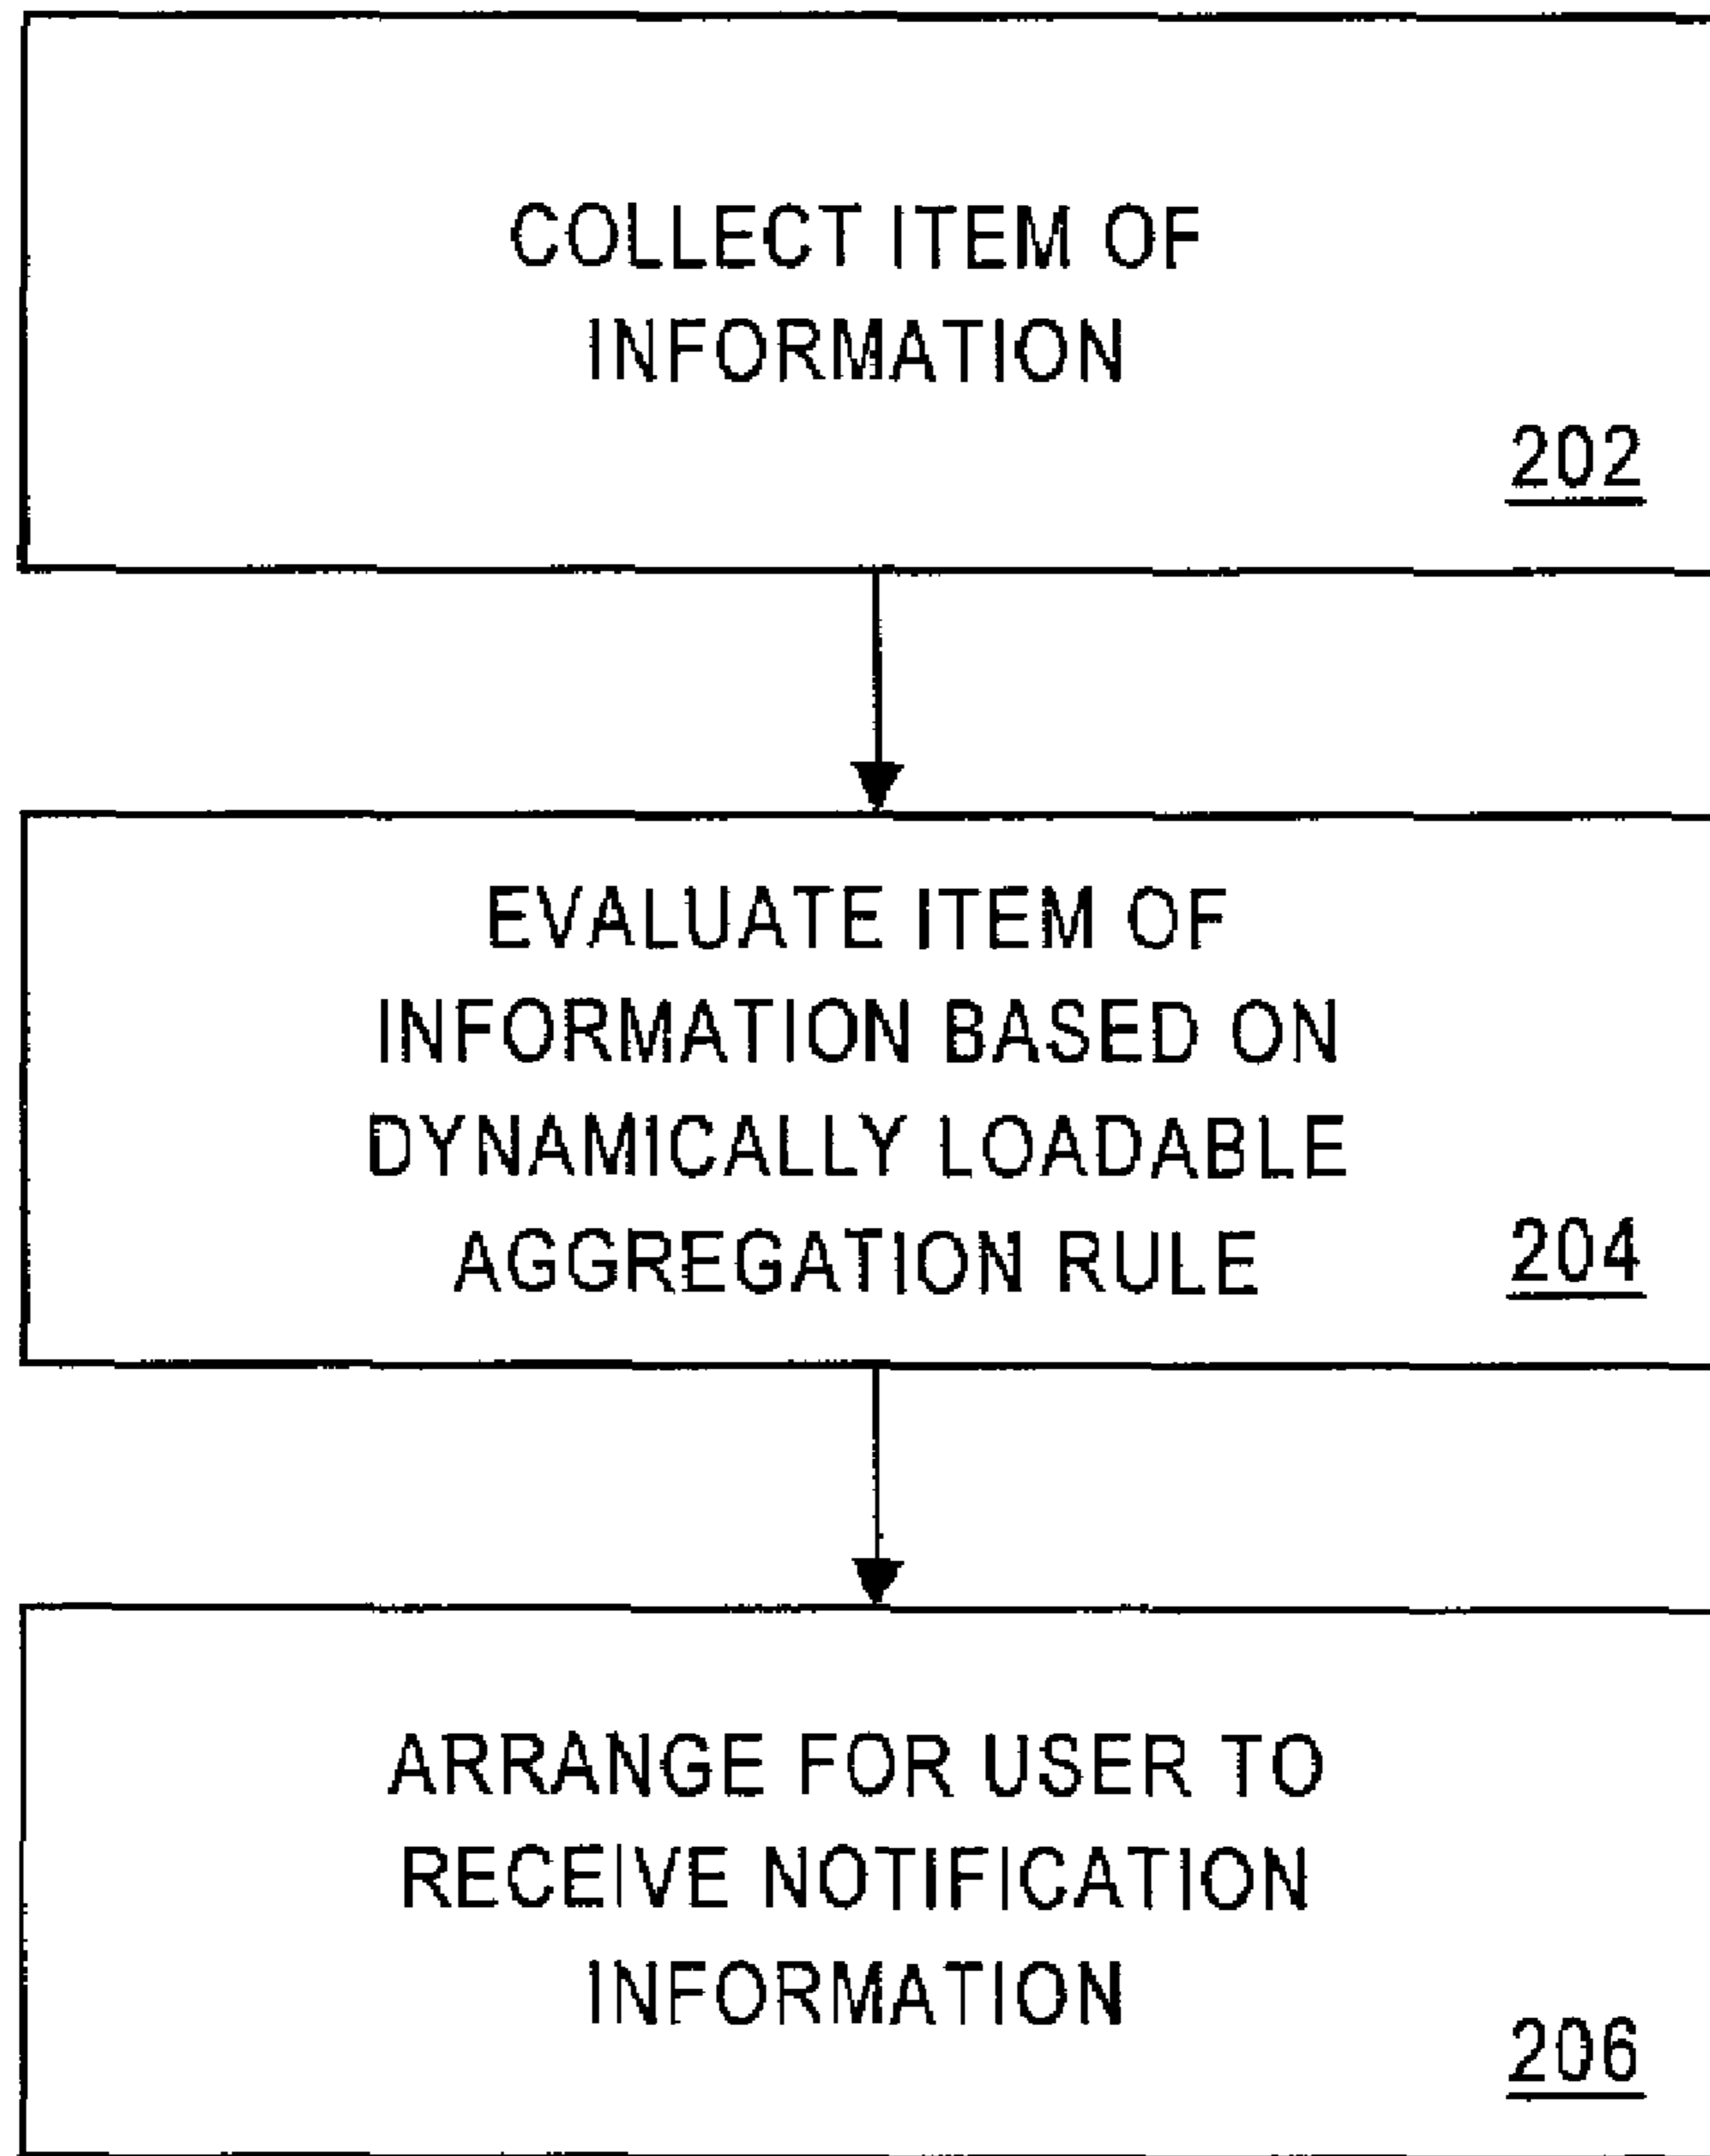 COLLECT ITEM OF
INFORMATION
202
EVALUATE ITEM OF
INFORMATION BASED ON
DYNAMICALLY LOADABLE
AGGREGATION RULE
204
ARRANGE FOR USER TO
RECEIVE NOTIFICATION
INFORMATION
206